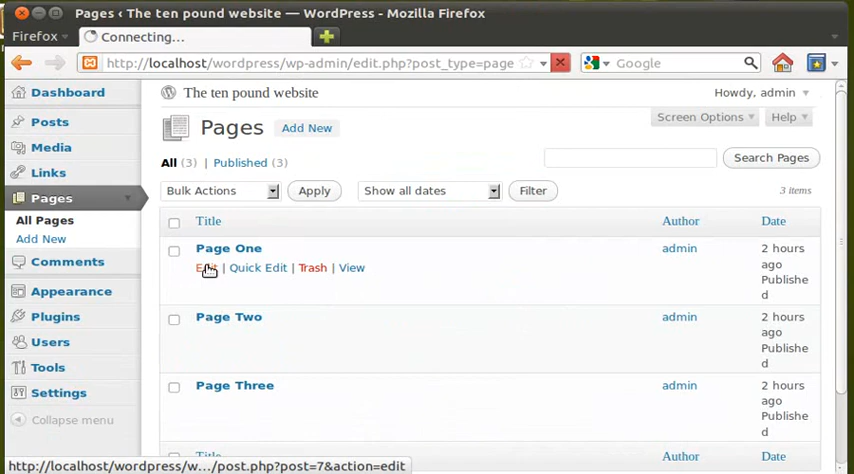 Pages ‹ The ten pound website — WordPress - Mozilla Firefox
Firefox
Connecting...
http://localhost/wordpress/wp-admin/edit.php?post_type=page
Google
The ten pound website
Howdy, admin
Dashboard
Posts
Media
Links
Pages
All Pages
Add New
Comments
Appearance
Plugins
Users
Tools
Settings
Collapse menu
Screen Options
Help
Pages
Add New
All (3) | Published (3)
Search Pages
Bulk Actions
Apply
Show all dates
Filter
3 items
Title
Author
Date
Page One
admin
2 hours
ago
Publishe
d
Edit | Quick Edit | Trash | View
Page Two
admin
2 hours
ago
Publishe
d
Page Three
admin
2 hours
ago
Publishe
d
Title
Author
Date
http://localhost/wordpress/w.../post.php?post=7&action=edit